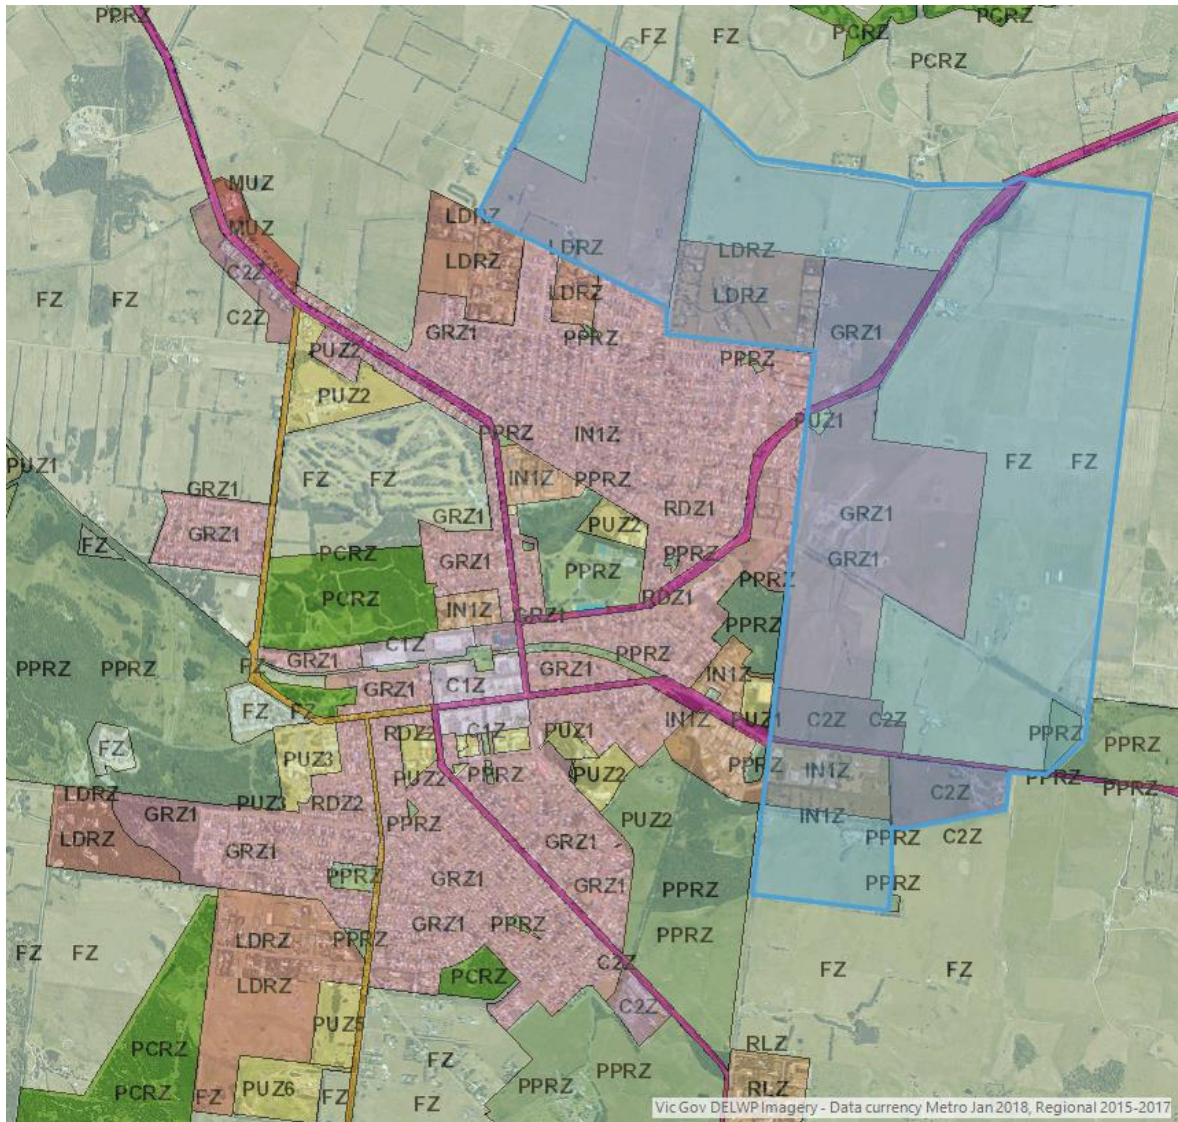 PPRZ
FZ
FZ
PCRZ
PCRZ
PCRZ
MUZ
MUZ
LDRZ
LDRZ
LDRZ
LDRZ
LDRZ
LDRZ
C2Z
C2Z
FZ
FZ
GRZ1
PPRZ
PPRZ
GRZ1
PUZ2
PUZ2
PPRZ
IN1Z
PUZ1
PUZ1
FZ
FZ
IN1Z
PPRZ
FZ
FZ
GRZ1
GRZ1
GRZ1
RDZ1
GRZ1
PUZ2
FZ
PCRZ
GRZ1
PPRZ
PPRZ
GRZ1
PCRZ
IN1Z
GRZ1
RDZ1
PPRZ
PPRZ
C1Z
PPRZ
PPRZ
PPRZ
FZ
GRZ1
GRZ1
IN1Z
GRZ1
C1Z
FZ
FZ
IN1Z
PUZ1
C2Z
C2Z
C1Z
RDZ2
PUZ1
PPRZ
PPRZ
FZ
PUZ3
PUZ2
PPRZ
PUZ2
PPRZ
IN1Z
PPRZ
PPRZ
LDRZ
PUZ3
RDZ2
C2Z
GRZ1
PPRZ
PUZ2
IN1Z
LDRZ
GRZ1
GRZ1
PPRZ
C2Z
PPRZ
GRZ1
GRZ1
PPRZ
PPRZ
GRZ1
PPRZ
LDRZ
PPRZ
PPRZ
FZ
FZ
C2Z
FZ
FZ
PCRZ
LDRZ
C2Z
PUZ5
PCRZ
FZ
RLZ
PCRZ
FZ
PUZ6
FZ
FZ
PPRZ
PPRZ
RLZ
Vic Gov DELWP Imagery - Data currency Metro Jan 2018, Regional 2015-2017